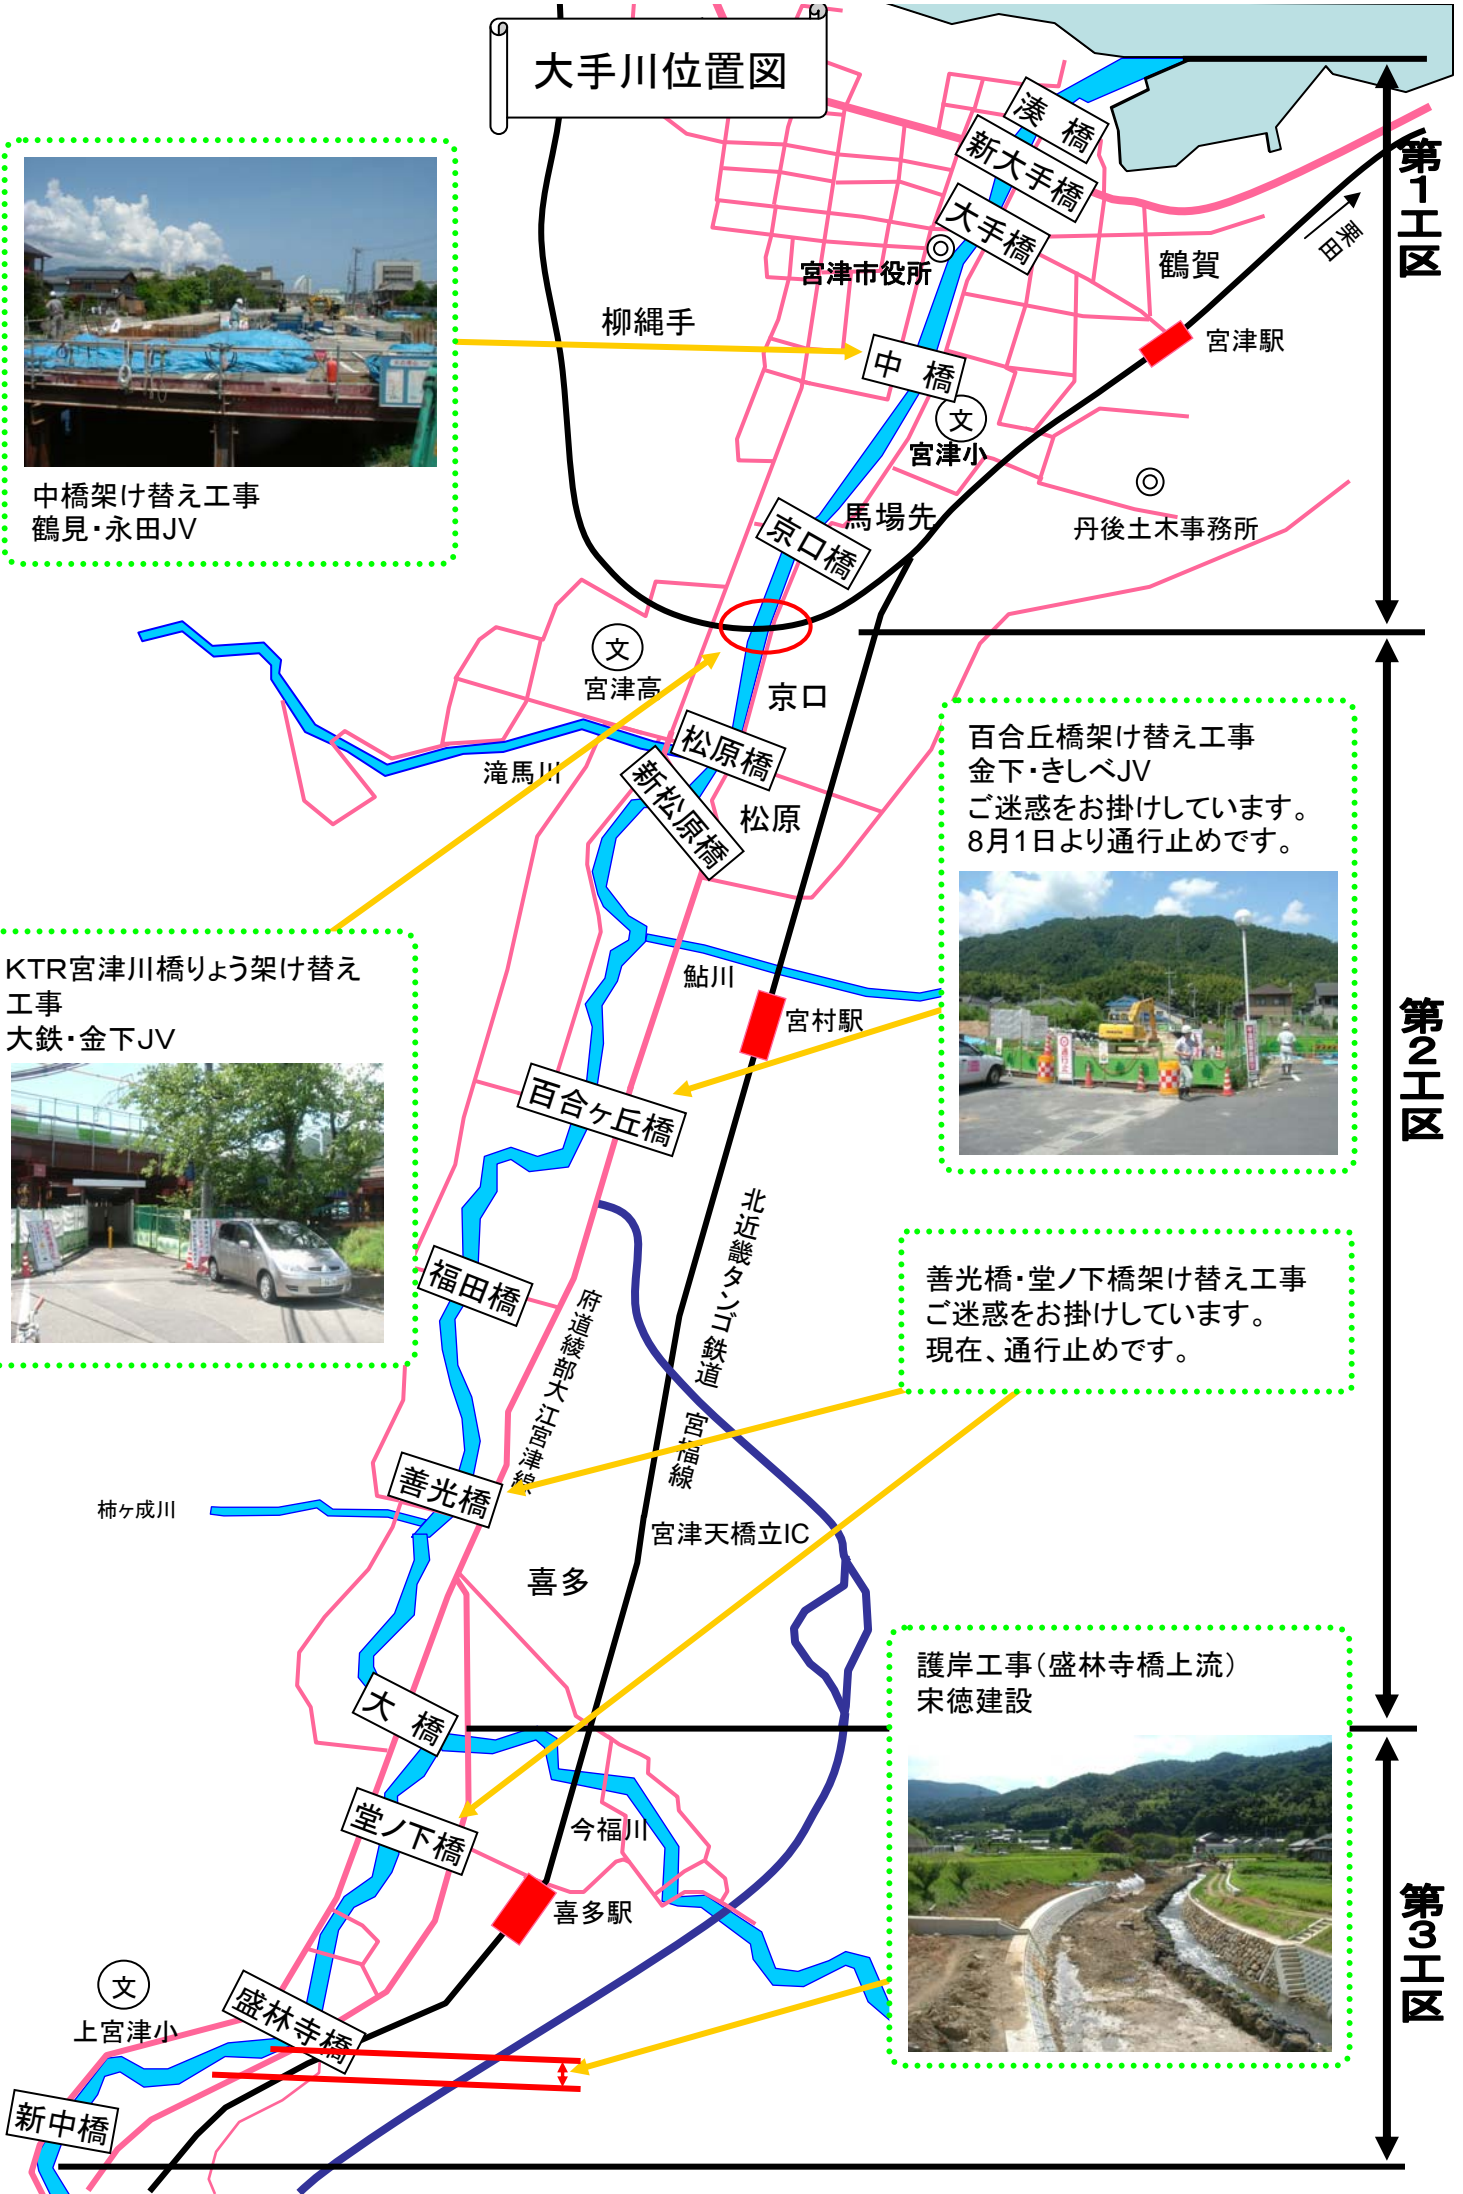 大手川位置図
湊 橋
新大手橋
大手橋
宮津市役所
鶴賀
栗田
第1工区
柳縄手
宮津駅
中 橋
文
宮津小
中橋架け替え工事
鶴見・永田JV
馬場先
京口橋
丹後土木事務所
文
宮津高
京口
松原橋
滝馬川
新松原橋
松原
百合丘橋架け替え工事
金下・きしべJV
ご迷惑をお掛けしています。
8月1日より通行止めです。
KTR宮津川橋りょう架け替え
工事
大鉄・金下JV
鮎川
宮村駅
第2工区
百合ヶ丘橋
北近畿タンゴ鉄道 宮福線
福田橋
府道綾部大江宮津線
善光橋・堂ノ下橋架け替え工事
ご迷惑をお掛けしています。
現在、通行止めです。
善光橋
柿ヶ成川
宮津天橋立IC
喜多
護岸工事(盛林寺橋上流)
宋徳建設
大 橋
堂ノ下橋
今福川
喜多駅
第3工区
文
上宮津小
盛林寺橋
新中橋